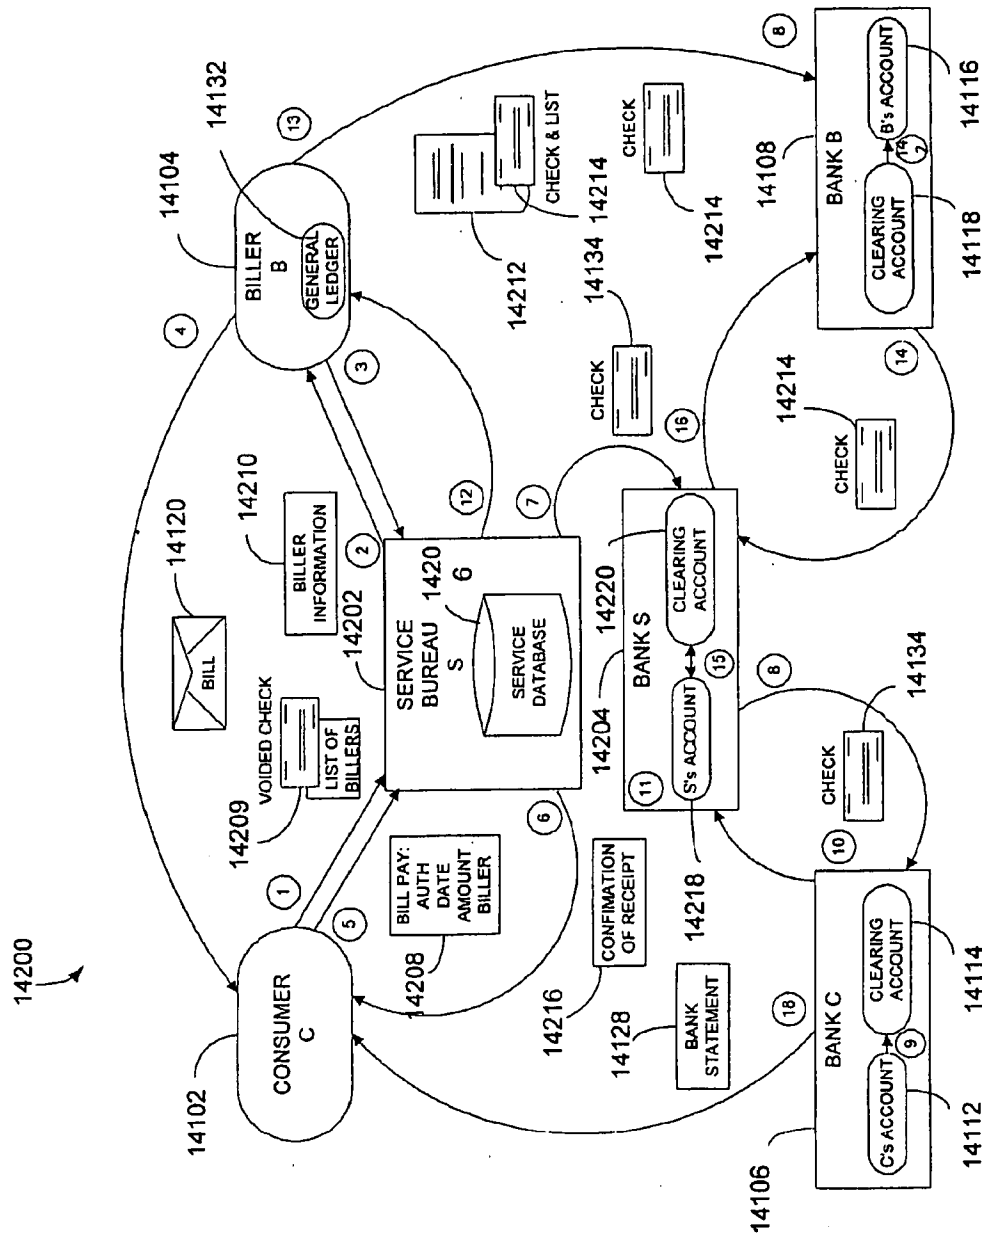 14200
14102
CONSUMER
C
1
5
14120
BILL
4
14104
BILLER
B
14132
GENERAL
LEDGER
13
3
2
14209
VOIDED CHECK
LIST OF
BILLERS
14210
BILLER
INFORMATION
14202
SERVICE
BUREAU
S
1420
6
SERVICE
DATABASE
12
7
6
BILL PAY:
AUTH
DATE
AMOUNT
BILLER
14208
CONFIMATION
OF RECEIPT
14216
BANK
STATEMENT
14128
14212
14214
CHECK & LIST
CHECK
14214
14134
CHECK
16
14204
BANK S
11
S's ACCOUNT
15
CLEARING
ACCOUNT
14220
14218
8
10
CHECK
14134
18
14106
BANK C
C's ACCOUNT
9
CLEARING
ACCOUNT
14112
14114
8
14108
BANK B
CLEARING
ACCOUNT
B's ACCOUNT
14118
14116
14
CHECK
14214